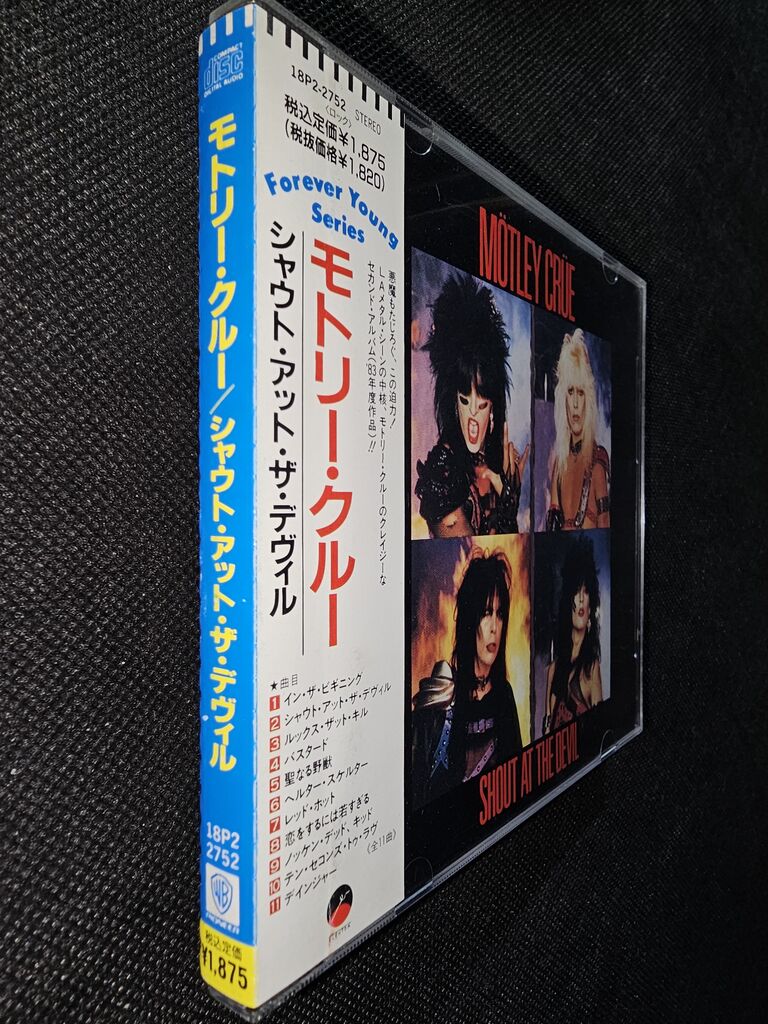 COMPACT
disc
DIGITAL AUDIO
モトリー・クルー/シャウト・アット・ザ・デヴィル
18P2
2752
WB
PIONEER
税込定価
¥1,875
18P2-2752 STEREO
〈ロック〉
税込定価¥1,875
(税抜価格¥1,820)
Forever Young
Series
悪魔もたじろぐ、この迫力!
LAメタル・シーンの中核、モトリー・クルーのクレイジーな
セカンド・アルバム('83年度作品)!!
モトリー・クルー
シャウト・アット・ザ・デヴィル
★曲目
1 イン・ザ・ビギニング
2 シャウト・アット・ザ・デヴィル
3 ルックス・ザット・キル
4 バスタード
5 聖なる野獣
6 ヘルター・スケルター
7 レッド・ホット
8 恋をするには若すぎる
9 ノッケン・デッド、キッド
10 テン・セコンズ・トゥ・ラヴ
11 デインジャー
〈全11曲〉
MÖTLEY CRÜE
SHOUT AT THE DEVIL